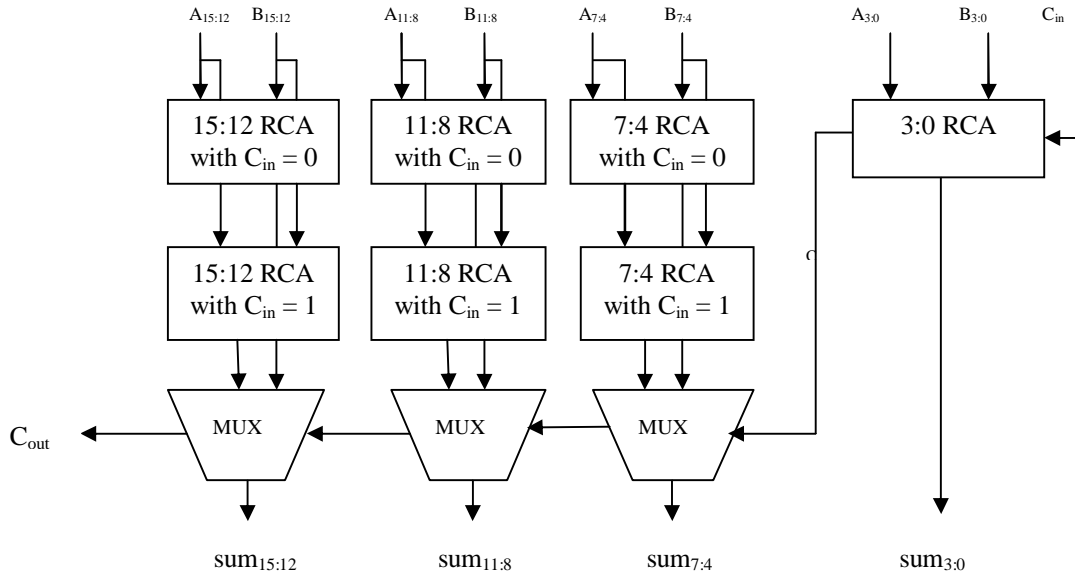 A15:12 B15:12 A11:8 B11:8 A7:4 B7:4 A3:0 B3:0 Cin
15:12 RCA
with Cin = 0
11:8 RCA
with Cin = 0
7:4 RCA
with Cin = 0
3:0 RCA
15:12 RCA
with Cin = 1
11:8 RCA
with Cin = 1
7:4 RCA
with Cin = 1
Cout
MUX
MUX
MUX
sum15:12 sum11:8 sum7:4 sum3:0